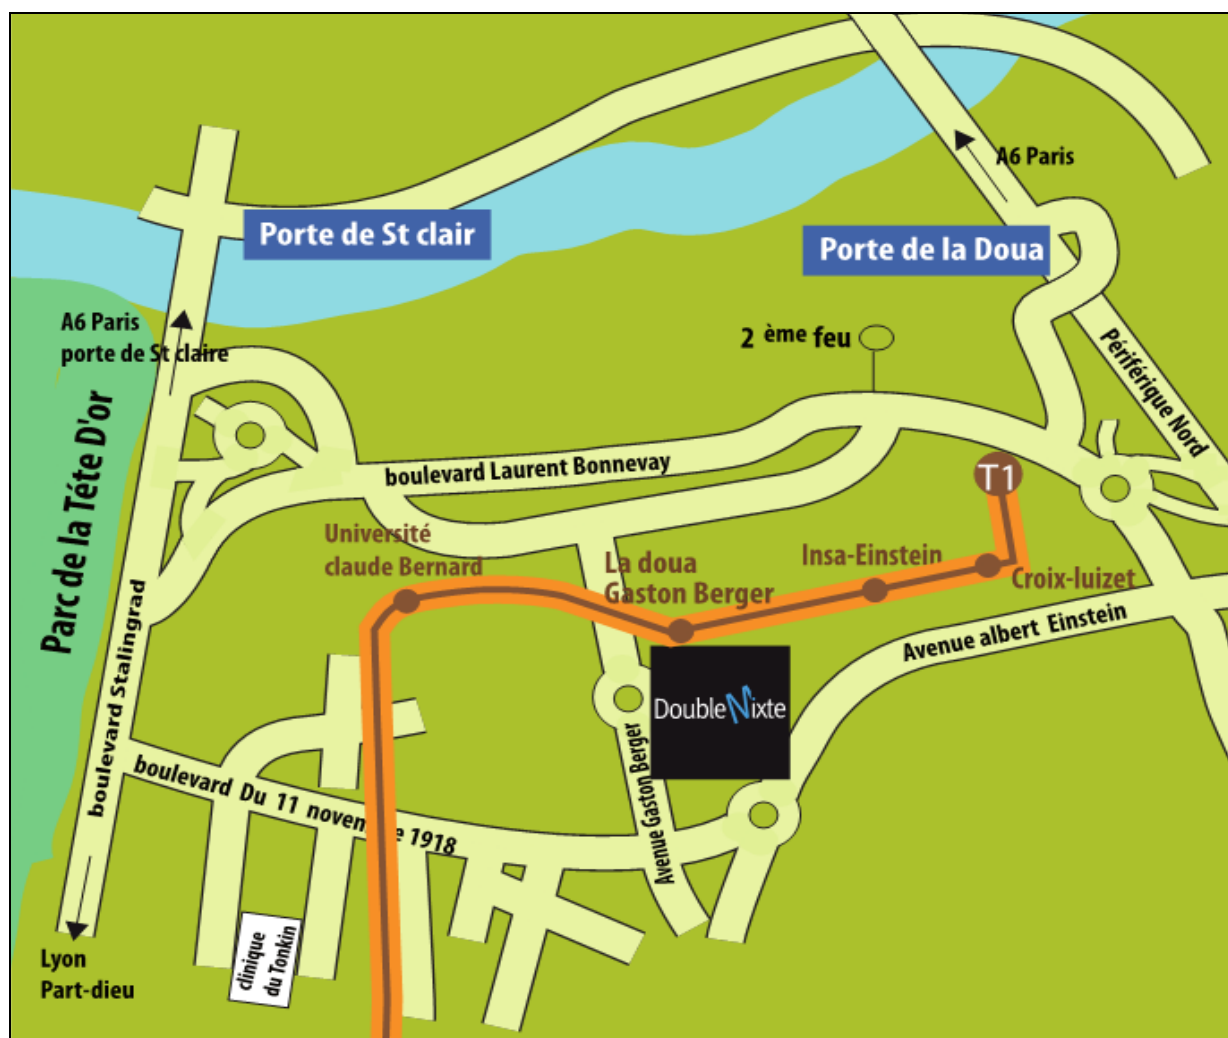 A6 Paris
Porte de St clair
Porte de la Doua
A6 Paris
porte de St claire
2 ème feu
Périférique Nord
Parc de la Téte D'or
boulevard Laurent Bonnevay
T1
Université
claude Bernard
La doua
Gaston Berger
Insa-Einstein
Croix-luizet
Avenue albert Einstein
boulevard Stalingrad
DoubleMixte
Avenue Gaston Berger
boulevard Du 11 novembre 1918
clinique
du Tonkin
Lyon
Part-dieu